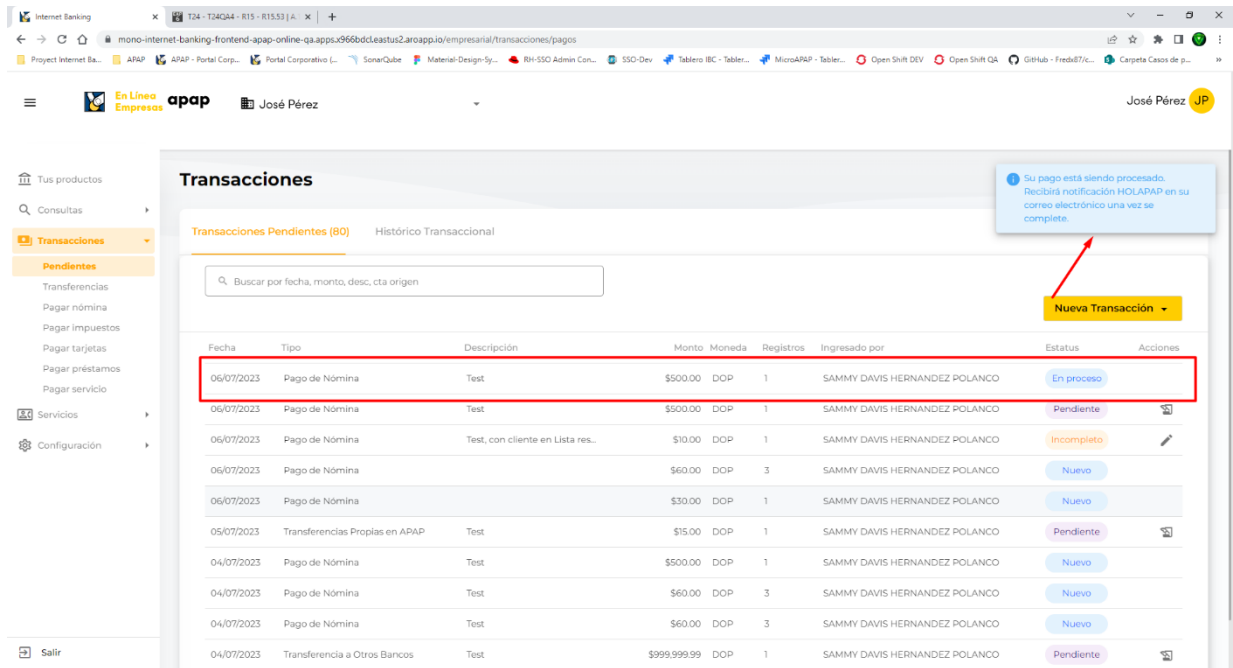 Internet Banking
T24 - T24QA4 - R15 - R15.53 | A
mono-internet-banking-frontend-apap-online-qa.apps.x966bdcl.eastus2.aroapp.io/empresarial/transacciones/pagos
Proyect Internet Ba... APAP APAP - Portal Corp... Portal Corporativo (... SonarQube Material-Design-Sy... RH-SSO Admin Con... SSO-Dev Tablero IBC - Tabler... MicroAPAP - Tabler... Open Shift DEV Open Shift QA GitHub - Fredx87/c... Carpeta Casos de p...
En Línea Empresas apap José Pérez José Pérez JP
Tus productos
Consultas
Transacciones
Pendientes
Transferencias
Pagar nómina
Pagar impuestos
Pagar tarjetas
Pagar préstamos
Pagar servicio
Servicios
Configuración
Salir
Transacciones
Su pago está siendo procesado.
Recibirá notificación HOLAPAP en su
correo electrónico una vez se
complete.
Transacciones Pendientes (80) Histórico Transaccional
Buscar por fecha, monto, desc, cta origen
Nueva Transacción
Fecha Tipo Descripción Monto Moneda Registros Ingresado por Estatus Acciones
06/07/2023 Pago de Nómina Test $500.00 DOP 1 SAMMY DAVIS HERNANDEZ POLANCO En proceso
06/07/2023 Pago de Nómina Test $500.00 DOP 1 SAMMY DAVIS HERNANDEZ POLANCO Pendiente
06/07/2023 Pago de Nómina Test, con cliente en Lista res... $10.00 DOP 1 SAMMY DAVIS HERNANDEZ POLANCO Incompleto
06/07/2023 Pago de Nómina $60.00 DOP 3 SAMMY DAVIS HERNANDEZ POLANCO Nuevo
06/07/2023 Pago de Nómina $30.00 DOP 1 SAMMY DAVIS HERNANDEZ POLANCO Nuevo
05/07/2023 Transferencias Propias en APAP Test $15.00 DOP 1 SAMMY DAVIS HERNANDEZ POLANCO Pendiente
04/07/2023 Pago de Nómina Test $500.00 DOP 1 SAMMY DAVIS HERNANDEZ POLANCO Nuevo
04/07/2023 Pago de Nómina Test $60.00 DOP 3 SAMMY DAVIS HERNANDEZ POLANCO Nuevo
04/07/2023 Pago de Nómina Test $60.00 DOP 3 SAMMY DAVIS HERNANDEZ POLANCO Nuevo
04/07/2023 Transferencia a Otros Bancos Test $999,999.99 DOP 1 SAMMY DAVIS HERNANDEZ POLANCO Pendiente